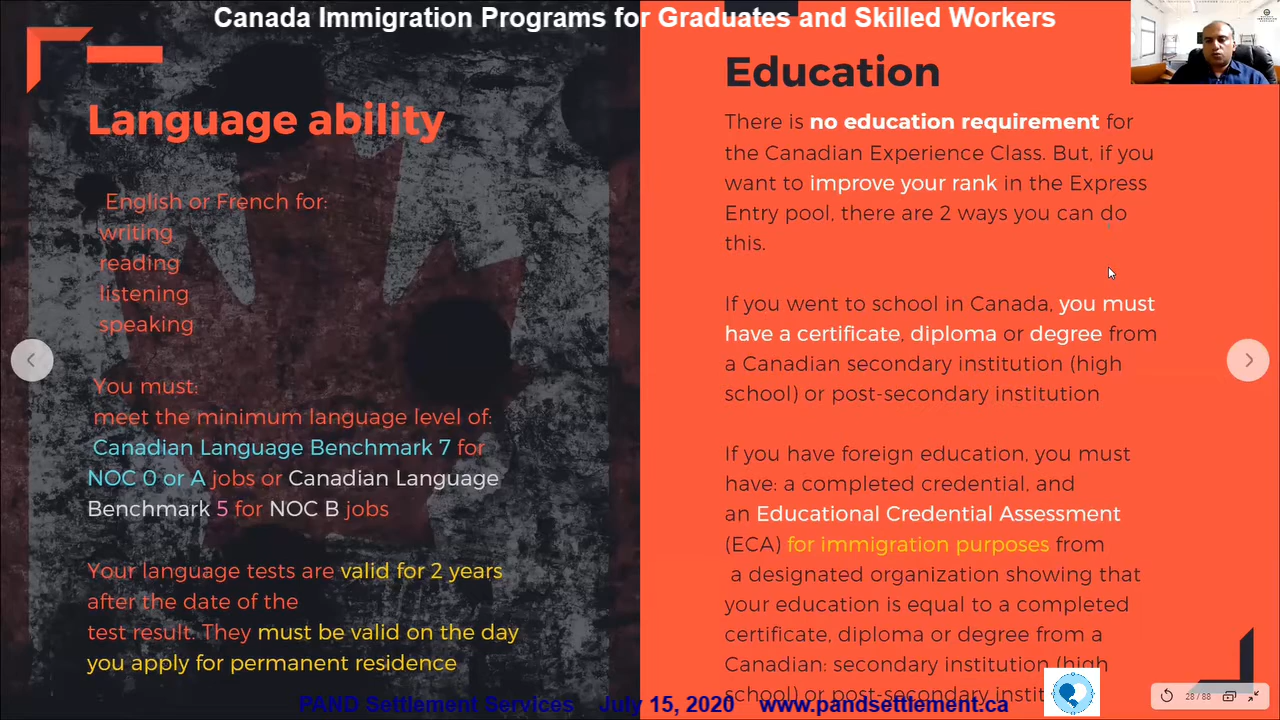 Canada Immigration Programs for Graduates and Skilled Workers
Language ability
English or French for:
writing
reading
listening
speaking
You must:
meet the minimum language level of:
Canadian Language Benchmark 7 for
NOC 0 or A jobs or Canadian Language
Benchmark 5 for NOC B jobs
Your language tests are valid for 2 years
after the date of the
test result. They must be valid on the day
you apply for permanent residence
Education
There is no education requirement for
the Canadian Experience Class. But, if you
want to improve your rank in the Express
Entry pool, there are 2 ways you can do
this.
If you went to school in Canada, you must
have a certificate, diploma or degree from
a Canadian secondary institution (high
school) or post-secondary institution
If you have foreign education, you must
have: a completed credential, and
an Educational Credential Assessment
(ECA) for immigration purposes from
a designated organization showing that
your education is equal to a completed
certificate, diploma or degree from a
Canadian: secondary institution (high
school) or post-secondary instit
PAND Settlement Services July 15, 2020 www.pandsettlement.ca
28 / 88